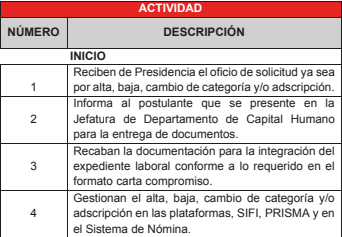 ACTIVIDAD
NÚMERO DESCRIPCIÓN
INICIO
Reciben de Presidencia el oficio de solicitud ya sea
1 por alta, baja, cambio de categoría y/o adscripción.
Informa al postulante que se presente en la
2 Jefatura de Departamento de Capital Humano
para la entrega de documentos.
Recaban la documentación para la integración del
3 expediente laboral conforme a lo requerido en el
formato carta compromiso.
Gestionan el alta, baja, cambio de categoría y/o
4 adscripción en las plataformas, SIFI, PRISMA y en
el Sistema de Nómina.